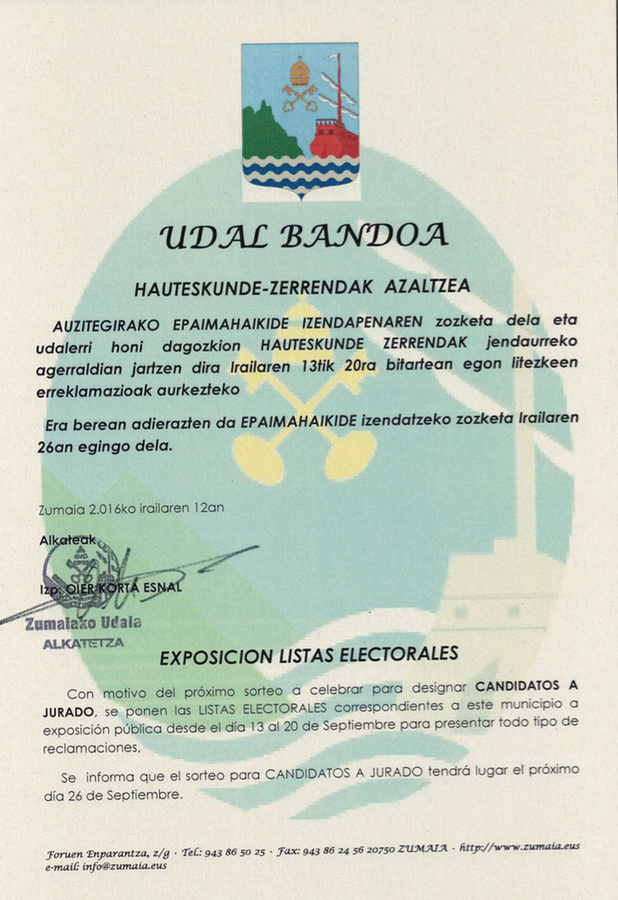 UDAL BANDOA
HAUTESKUNDE-ZERRENDAK AZALTZEA
AUZITEGIRAKO EPAIMAHAIKIDE IZENDAPENAREN zozketa dela eta
udalerri honi dagozkion HAUTESKUNDE ZERRENDAK jendaurreko
agerraldian jartzen dira Irailaren 13tik 20ra bitartean egon litezkeen
erreklamazioak aurkezteko
Era berean adierazten da EPAIMAHAIKIDE izendatzeko zozketa Irailaren
26an egingo dela.
Zumaia 2.016ko irailaren 12an
Alkateak
Izp: OIER KORTA ESNAL
Zumaiako Udala
ALKATETZA
EXPOSICION LISTAS ELECTORALES
Con motivo del próximo sorteo a celebrar para designar CANDIDATOS A
JURADO, se ponen las LISTAS ELECTORALES correspondientes a este municipio a
exposición pública desde el día 13 al 20 de Septiembre para presentar todo tipo de
reclamaciones,
Se informa que el sorteo para CANDIDATOS A JURADO tendrá lugar el próximo
día 26 de Septiembre.
Foruen Enparantza, z/g · Tel.: 943 86 50 25 · Fax: 943 86 24 56 20750 ZUMAIA · http://www.zumaia.eus
e-mail: info@zumaia.eus